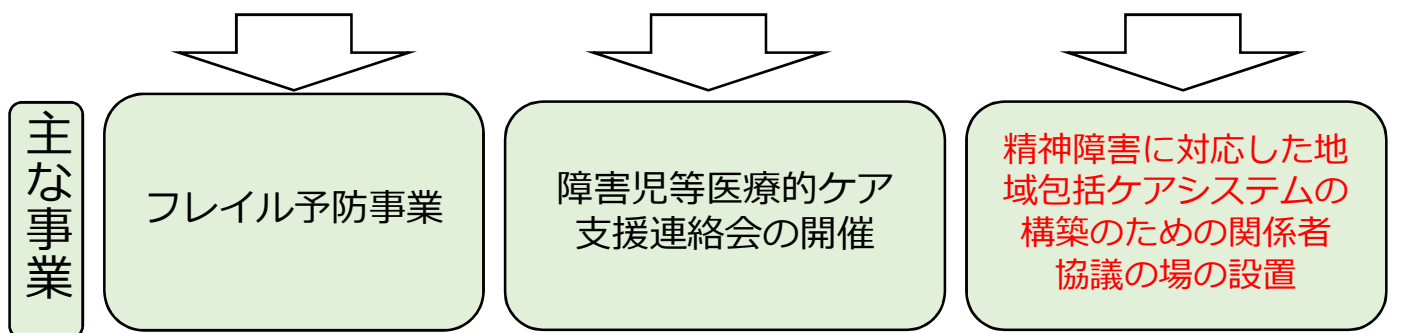 主な事業
フレイル予防事業
障害児等医療的ケア
支援連絡会の開催
精神障害に対応した地
域包括ケアシステムの
構築のための関係者
協議の場の設置